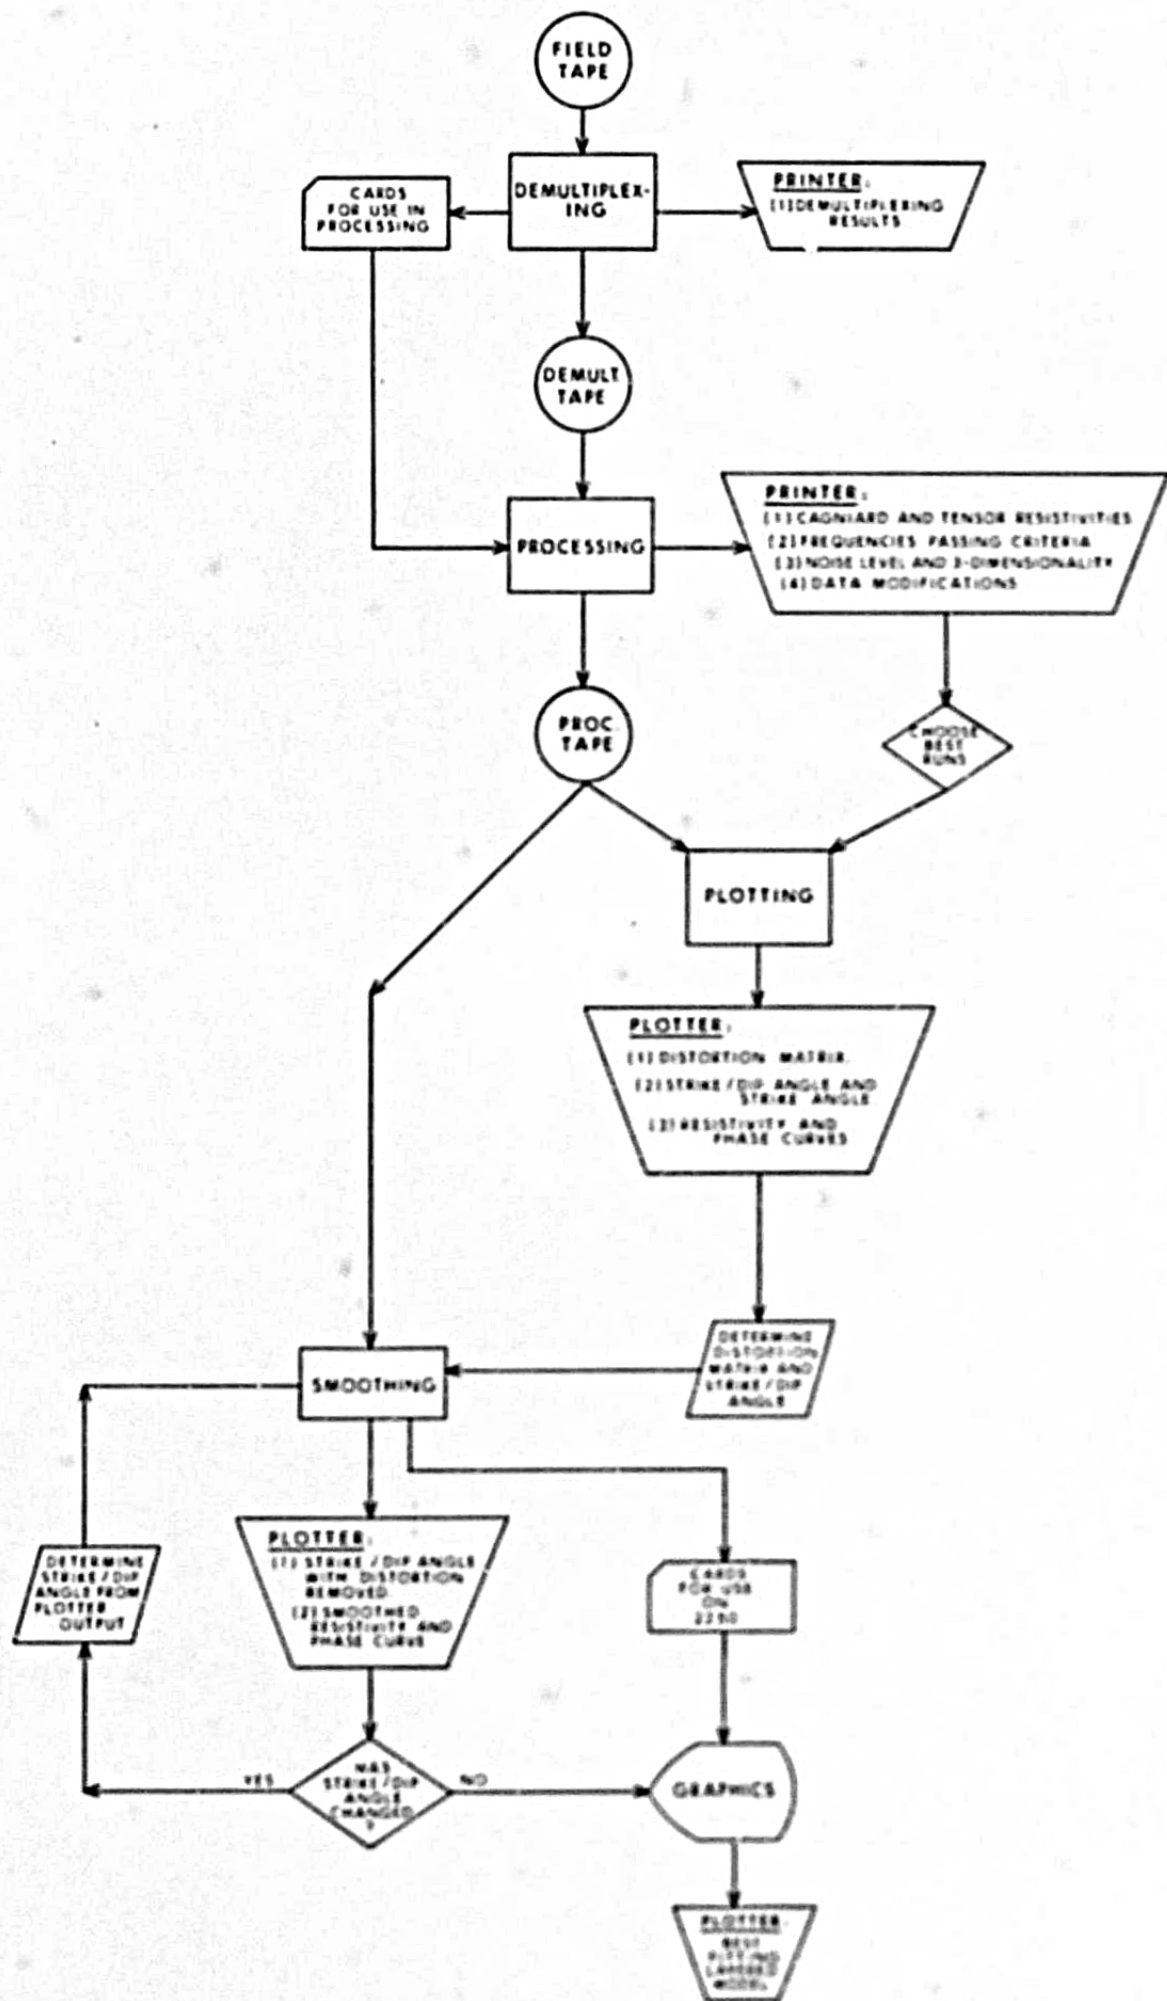 FIELD
TAPE
CARDS
FOR USE IN
PROCESSING
DEMULTIPLEX-
ING
PRINTER:
(1) DEMULTIPLEXING
RESULTS
DEMULT.
TAPE
PROCESSING
PRINTER:
(1) CAGNIARD AND TENSOR RESISTIVITIES
(2) FREQUENCIES PASSING CRITERIA
(3) NOISE LEVEL AND 3-DIMENSIONALITY
(4) DATA MODIFICATIONS
PROC.
TAPE
CHOOSE
BEST
RUNS
PLOTTING
PLOTTER:
(1) DISTORTION MATRIX.
(2) STRIKE/DIP ANGLE AND
STRIKE ANGLE
(3) RESISTIVITY AND
PHASE CURVES
DETERMINE
DISTORTION
MATRIX AND
STRIKE/DIP
ANGLE
SMOOTHING
DETERMINE
STRIKE/DIP
ANGLE FROM
PLOTTER
OUTPUT
PLOTTER:
(1) STRIKE/DIP ANGLE
WITH DISTORTION
REMOVED.
(2) SMOOTHED
RESISTIVITY AND
PHASE CURVE
CARDS
FOR USE
ON
2250
YES
HAS
STRIKE/DIP
ANGLE
CHANGED
?
NO
GRAPHICS
PLOTTER:
BEST
FITTING
LAYERED
MODEL